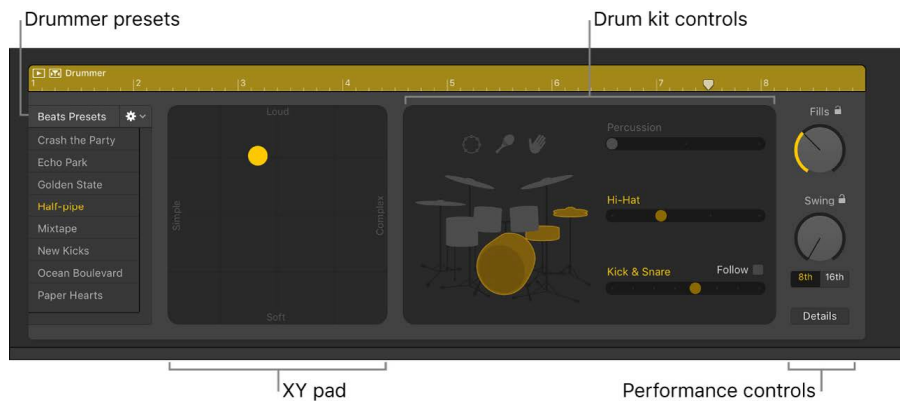 Drummer presets
Drum kit controls
Drummer
1 2 3 4 5 6 7 8
Beats Presets
Crash the Party
Echo Park
Golden State
Half-pipe
Mixtape
New Kicks
Ocean Boulevard
Paper Hearts
Loud
Simple
Complex
Soft
Percussion
Hi-Hat
Kick & Snare
Follow
Fills
Swing
8th 16th
Details
XY pad
Performance controls